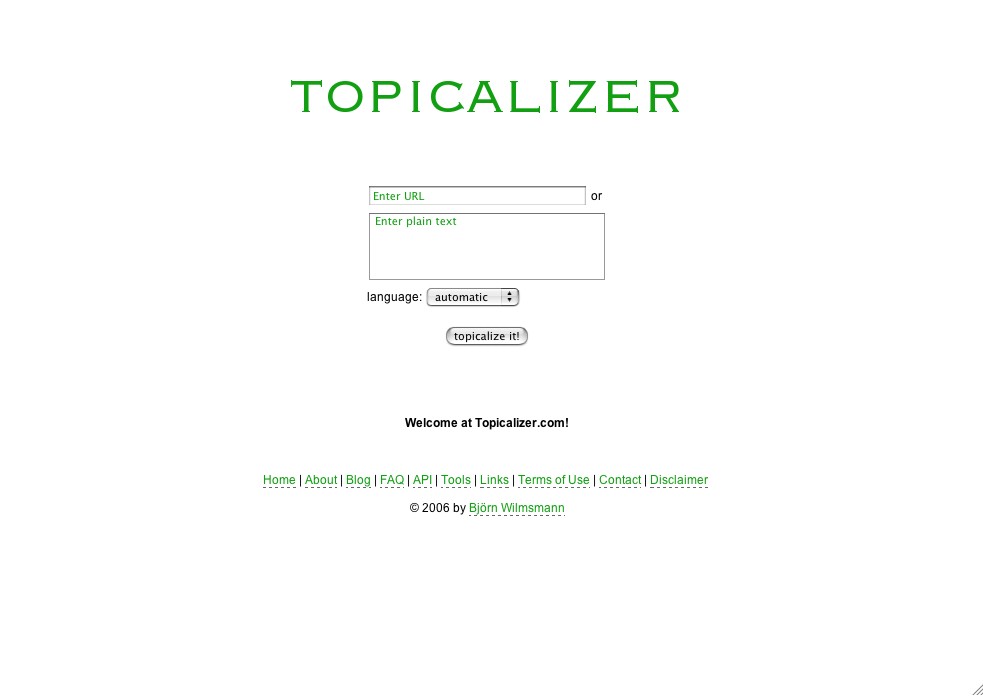 TOPICALIZER
Enter URL or
Enter plain text
language: automatic
topicalize it!
Welcome at Topicalizer.com!
Home | About | Blog | FAQ | API | Tools | Links | Terms of Use | Contact | Disclaimer
© 2006 by Björn Wilmsmann